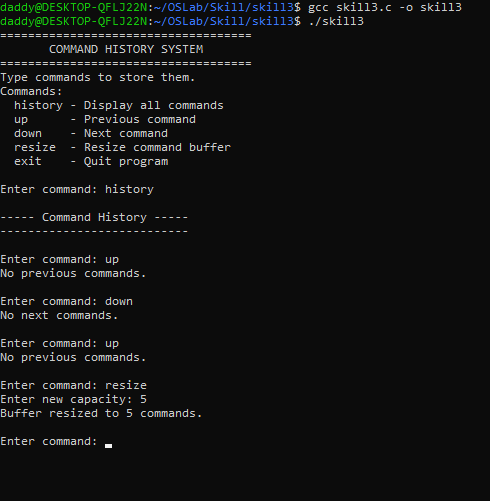 daddy@DESKTOP-QFLJ22N:~/OSLab/Skill/skill3$ gcc skill3.c -o skill3
daddy@DESKTOP-QFLJ22N:~/OSLab/Skill/skill3$ ./skill3
====================================
       COMMAND HISTORY SYSTEM
====================================
Type commands to store them.
Commands:
  history - Display all commands
  up      - Previous command
  down    - Next command
  resize  - Resize command buffer
  exit    - Quit program

Enter command: history

----- Command History -----
---------------------------

Enter command: up
No previous commands.

Enter command: down
No next commands.

Enter command: up
No previous commands.

Enter command: resize
Enter new capacity: 5
Buffer resized to 5 commands.

Enter command: